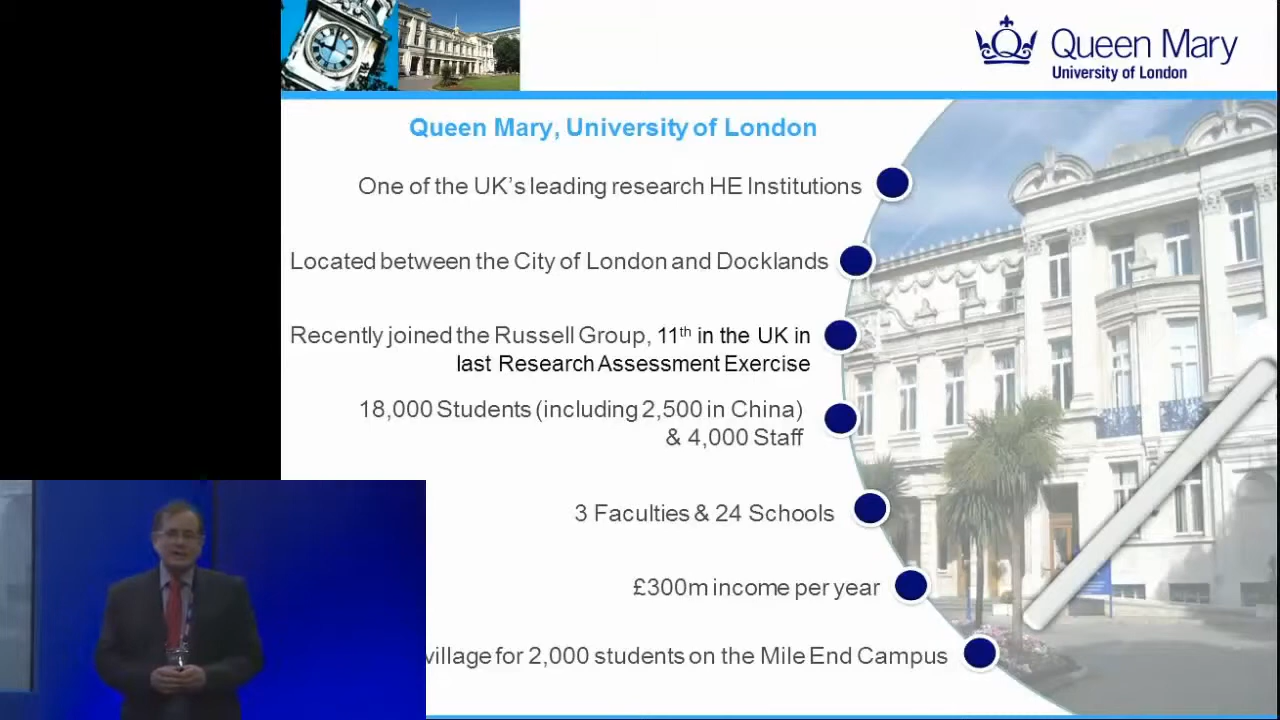 Queen Mary
University of London
Queen Mary, University of London
One of the UK's leading research HE Institutions
Located between the City of London and Docklands
Recently joined the Russell Group, 11th in the UK in
last Research Assessment Exercise
18,000 Students (including 2,500 in China)
& 4,000 Staff
3 Faculties & 24 Schools
£300m income per year
village for 2,000 students on the Mile End Campus